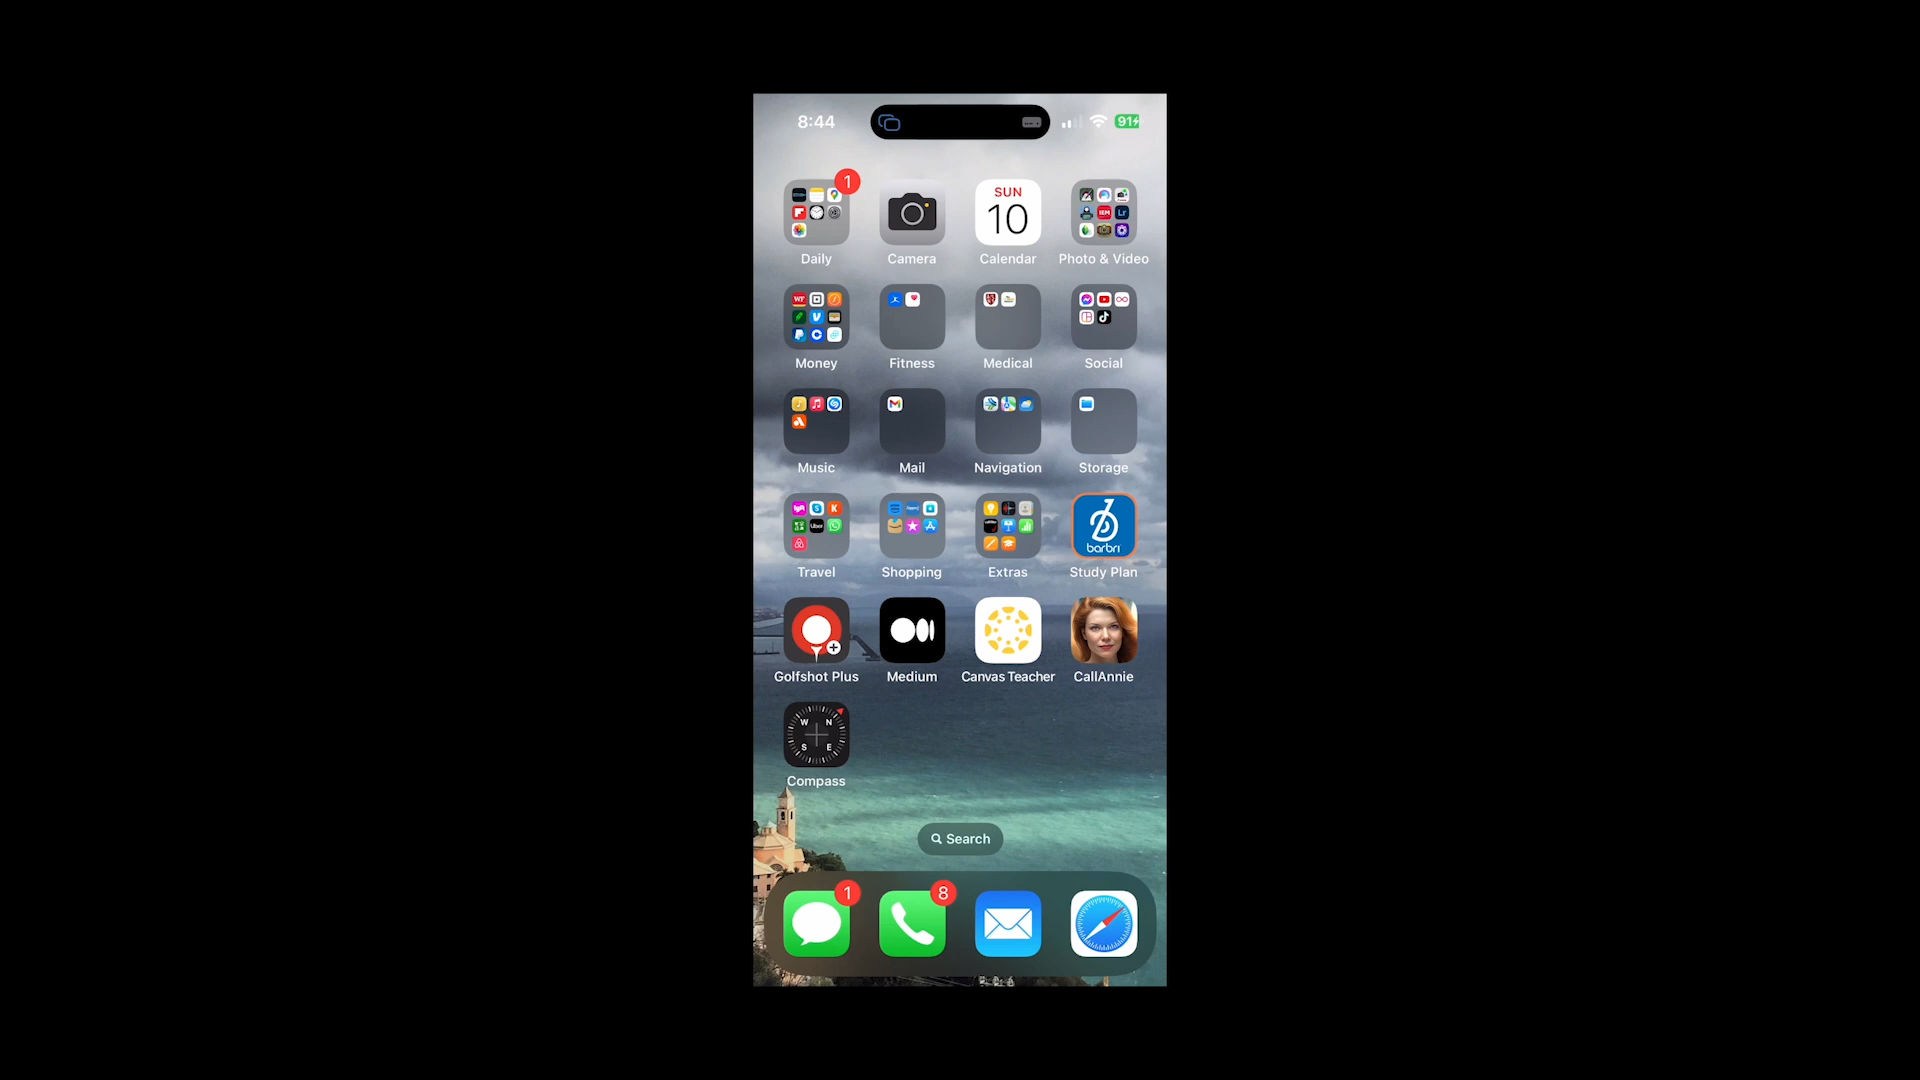 8:44
91
1
SUN
10
Daily
Camera
Calendar
Photo & Video
Money
Fitness
Medical
Social
Music
Mail
Navigation
Storage
barbri
Travel
Shopping
Extras
Study Plan
Golfshot Plus
Medium
Canvas Teacher
CallAnnie
W N
S E
Compass
Search
1
8